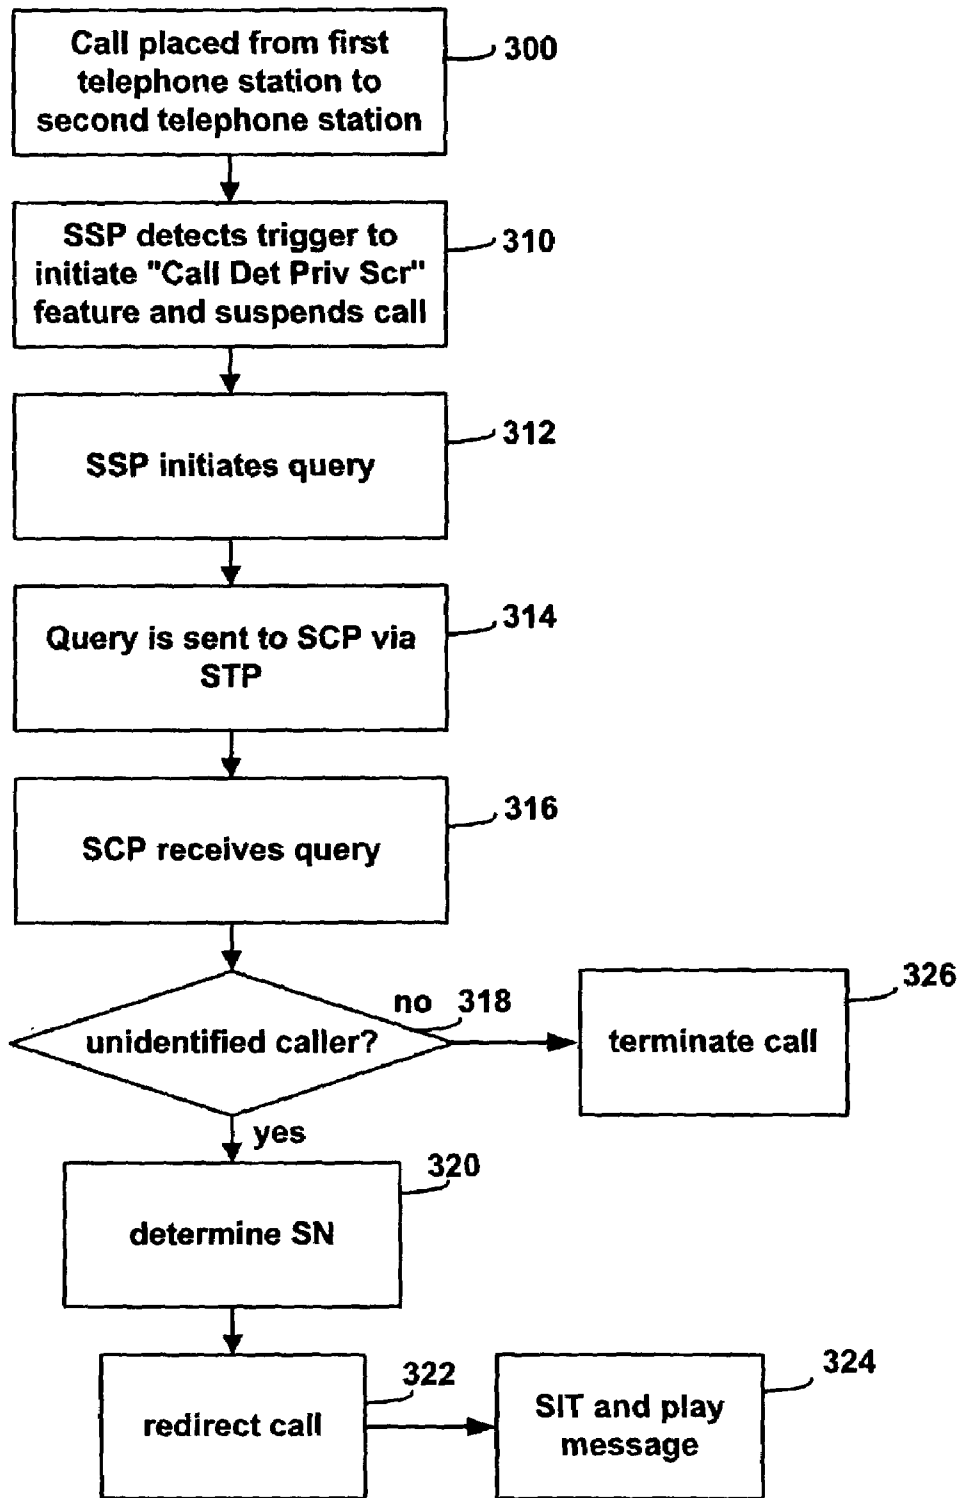 Call placed from first
telephone station to
second telephone station
300
SSP detects trigger to
initiate "Call Det Priv Scr"
feature and suspends call
310
SSP initiates query
312
Query is sent to SCP via
STP
314
SCP receives query
316
unidentified caller?
no
318
terminate call
326
yes
determine SN
320
redirect call
322
SIT and play
message
324